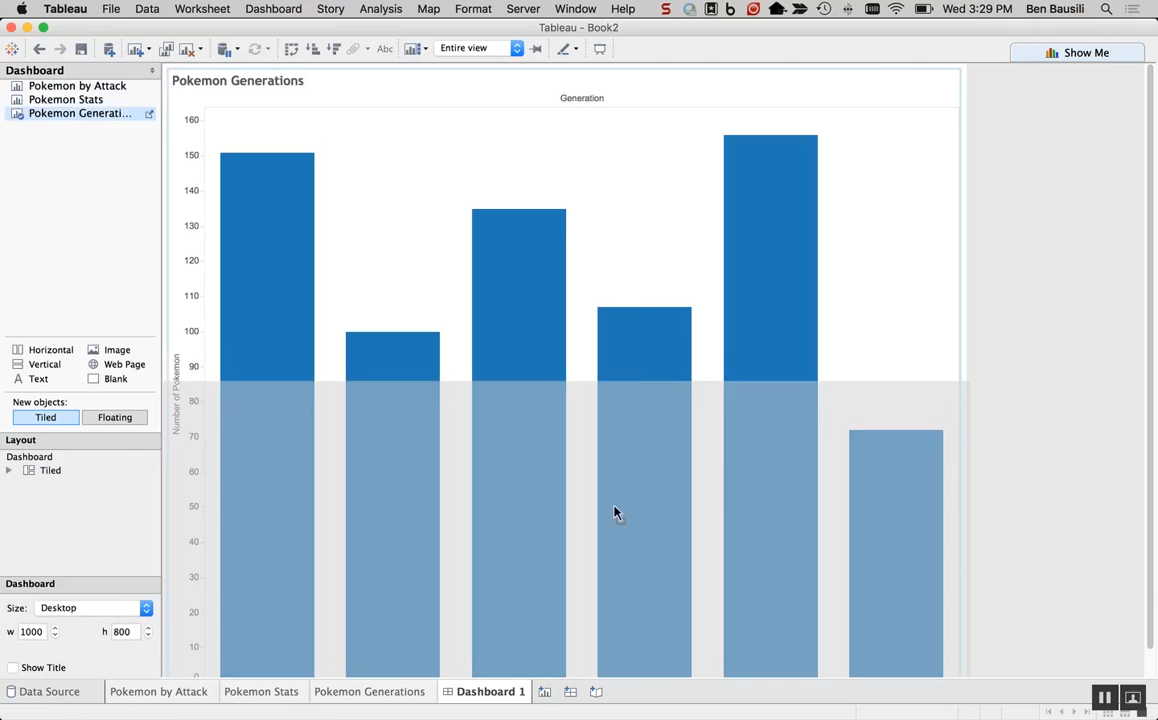 Tableau File Data Worksheet Dashboard Story Analysis Map Format Server Window Help Wed 3:29 PM Ben Bausili
Tableau - Book2
Abc Entire view Show Me
Dashboard
Pokemon by Attack
Pokemon Stats
Pokemon Generati...
Horizontal Image
Vertical Web Page
A Text Blank
New objects:
Tiled Floating
Layout
Dashboard
Tiled
Dashboard
Size: Desktop
w 1000 h 800
Show Title
Pokemon Generations
Generation
160
150
140
130
120
110
100
90
80
70
60
50
40
30
20
10
0
Number of Pokemon
Data Source Pokemon by Attack Pokemon Stats Pokemon Generations Dashboard 1